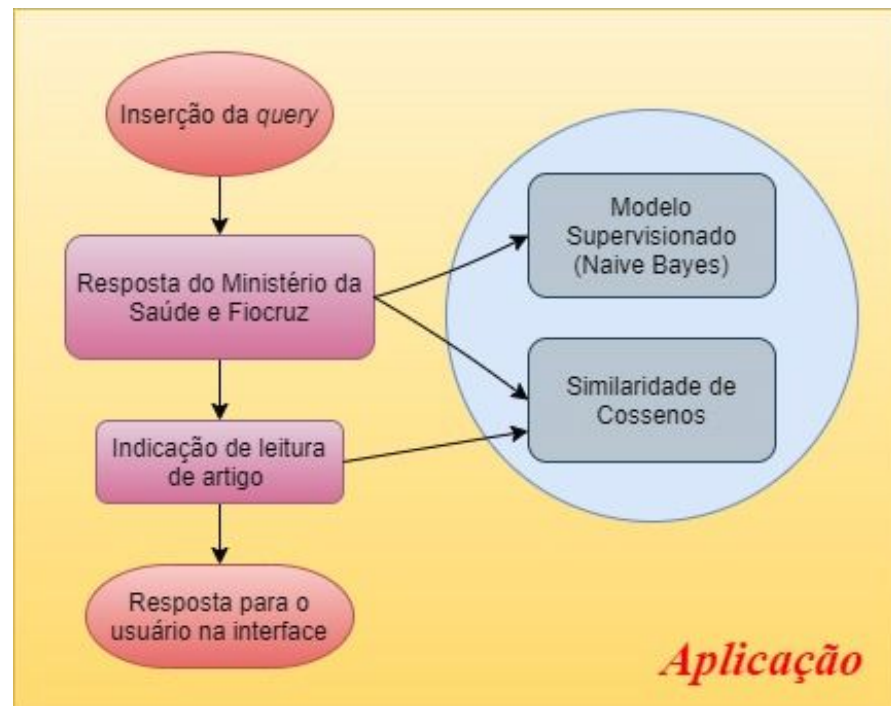 Inserção da query
Resposta do Ministério da
Saúde e Fiocruz
Indicação de leitura
de artigo
Resposta para o
usuário na interface
Modelo
Supervisionado
(Naive Bayes)
Similaridade de
Cossenos
Aplicação